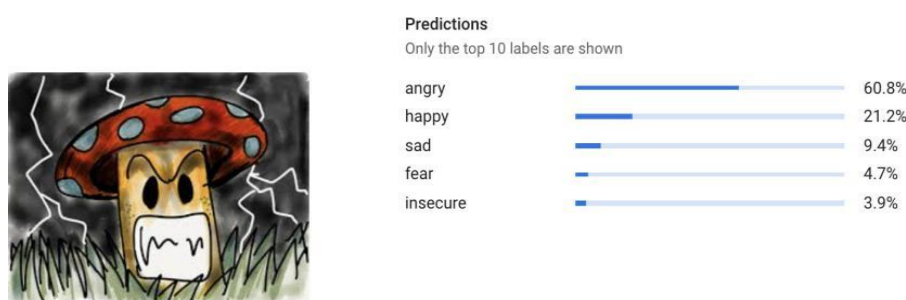 Predictions
Only the top 10 labels are shown
angry 60.8%
happy 21.2%
sad 9.4%
fear 4.7%
insecure 3.9%